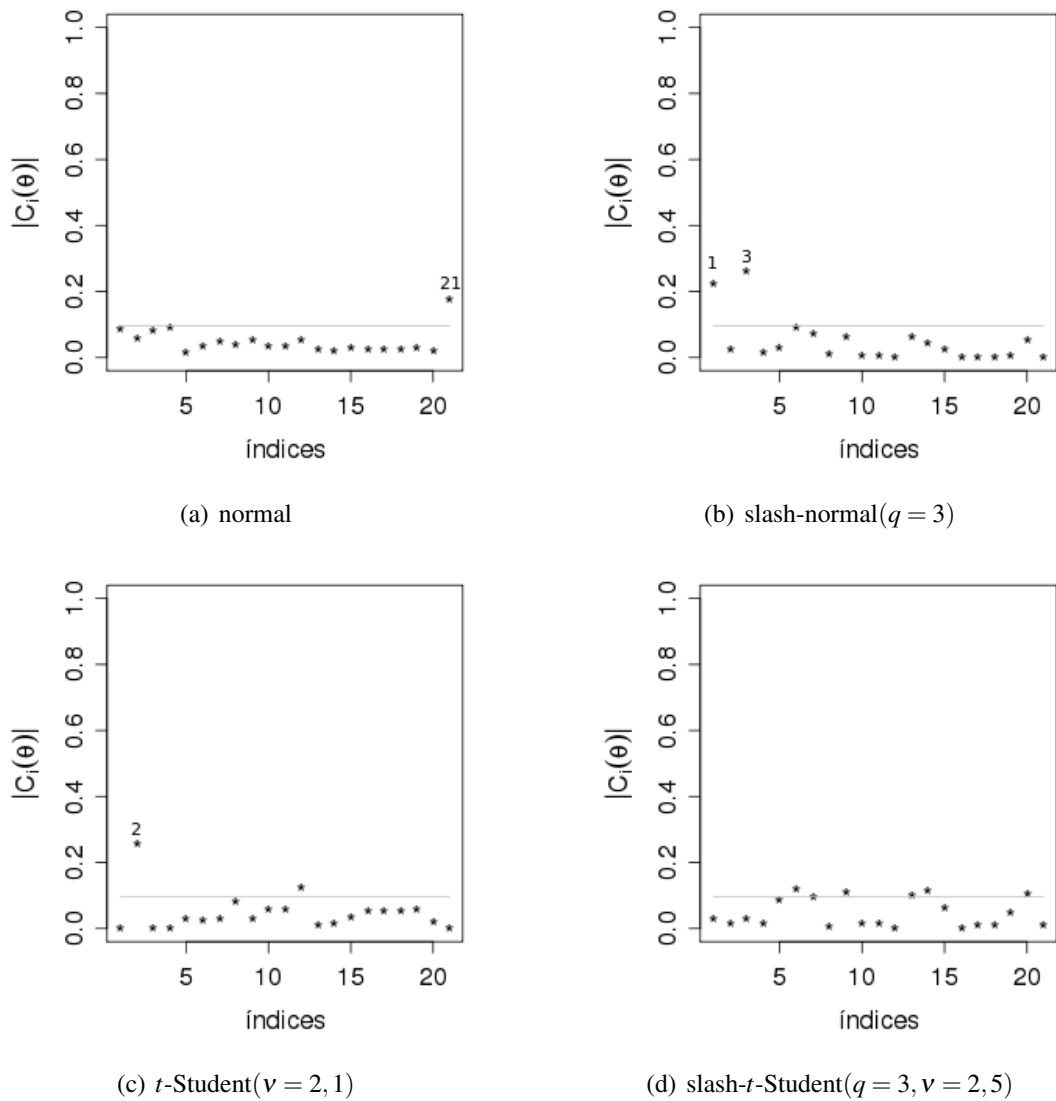 1.0
0.8
0.6
0.4
0.2
0.0
|C_i(θ)|
21
5 10 15 20
índices
(a) normal
1.0
0.8
0.6
0.4
0.2
0.0
|C_i(θ)|
1
3
5 10 15 20
índices
(b) slash-normal(q = 3)
1.0
0.8
0.6
0.4
0.2
0.0
|C_i(θ)|
2
5 10 15 20
índices
(c) t-Student(ν = 2,1)
1.0
0.8
0.6
0.4
0.2
0.0
|C_i(θ)|
5 10 15 20
índices
(d) slash-t-Student(q = 3, ν = 2,5)